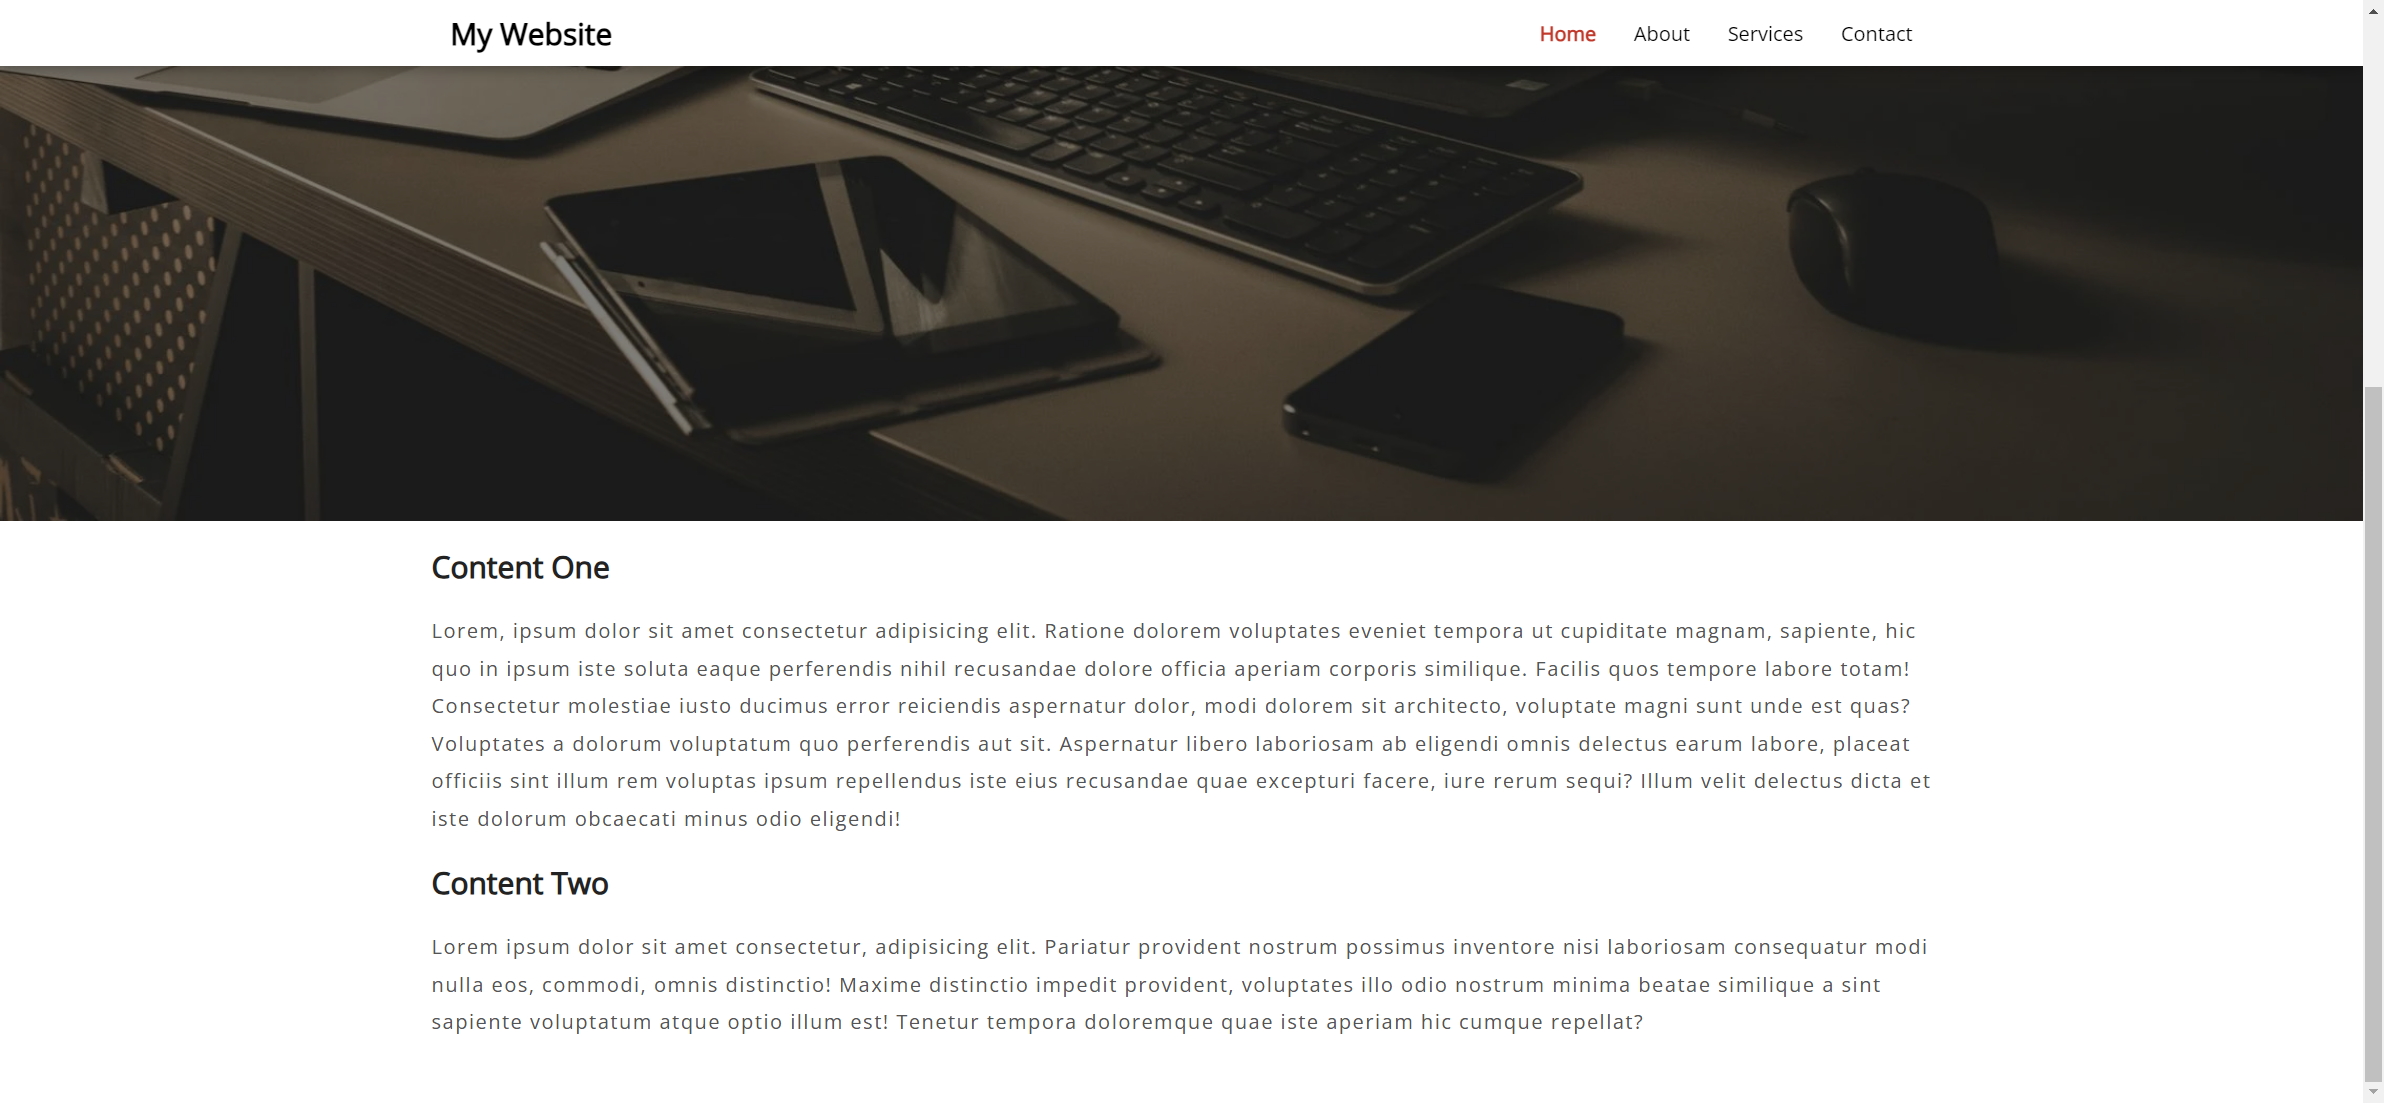 My Website
Home About Services Contact
Content One
Lorem, ipsum dolor sit amet consectetur adipisicing elit. Ratione dolorem voluptates eveniet tempora ut cupiditate magnam, sapiente, hic
quo in ipsum iste soluta eaque perferendis nihil recusandae dolore officia aperiam corporis similique. Facilis quos tempore labore totam!
Consectetur molestiae iusto ducimus error reiciendis aspernatur dolor, modi dolorem sit architecto, voluptate magni sunt unde est quas?
Voluptates a dolorum voluptatum quo perferendis aut sit. Aspernatur libero laboriosam ab eligendi omnis delectus earum labore, placeat
officiis sint illum rem voluptas ipsum repellendus iste eius recusandae quae excepturi facere, iure rerum sequi? Illum velit delectus dicta et
iste dolorum obcaecati minus odio eligendi!
Content Two
Lorem ipsum dolor sit amet consectetur, adipisicing elit. Pariatur provident nostrum possimus inventore nisi laboriosam consequatur modi
nulla eos, commodi, omnis distinctio! Maxime distinctio impedit provident, voluptates illo odio nostrum minima beatae similique a sint
sapiente voluptatum atque optio illum est! Tenetur tempora doloremque quae iste aperiam hic cumque repellat?